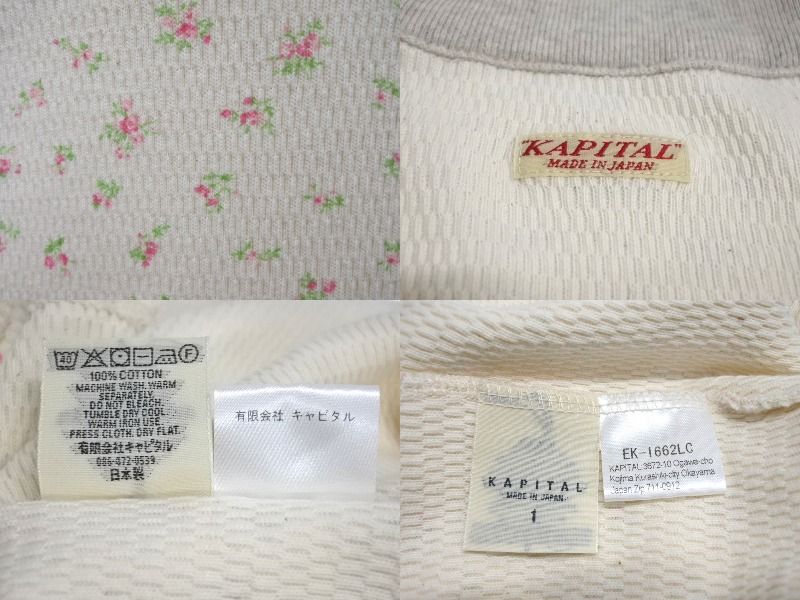 "KAPITAL"
MADE IN JAPAN
100% COTTON
MACHINE WASH. WARM
SEPARATELY.
DO NOT BLEACH.
TUMBLE DRY COOL.
WARM IRON USE
PRESS CLOTH. DRY FLAT.
有限会社キャピタル
086-472-0539
日本製
有限会社 キャピタル
KAPITAL
MADE IN JAPAN
1
EK-1662LC
KAPITAL 3672-10 Ogawa-cho
Kojima Kurashiki-city Okayama
Japan Zip 711-0912